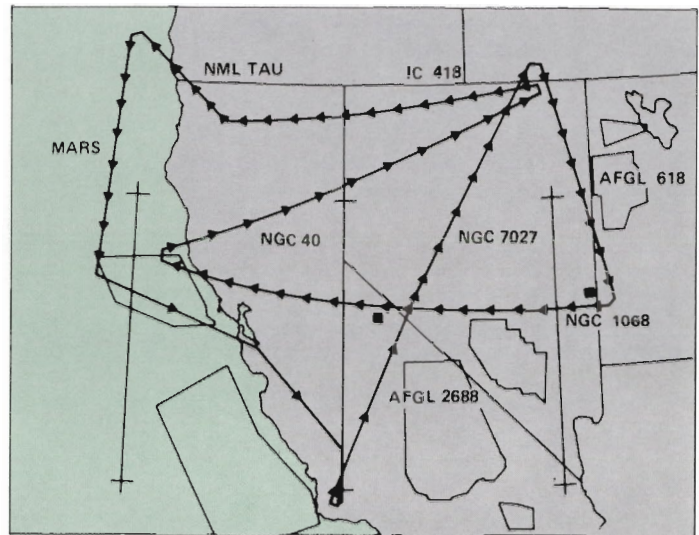 NML TAU
IC 418
MARS
AFGL 618
NGC 40
NGC 7027
NGC 1068
AFGL 2688